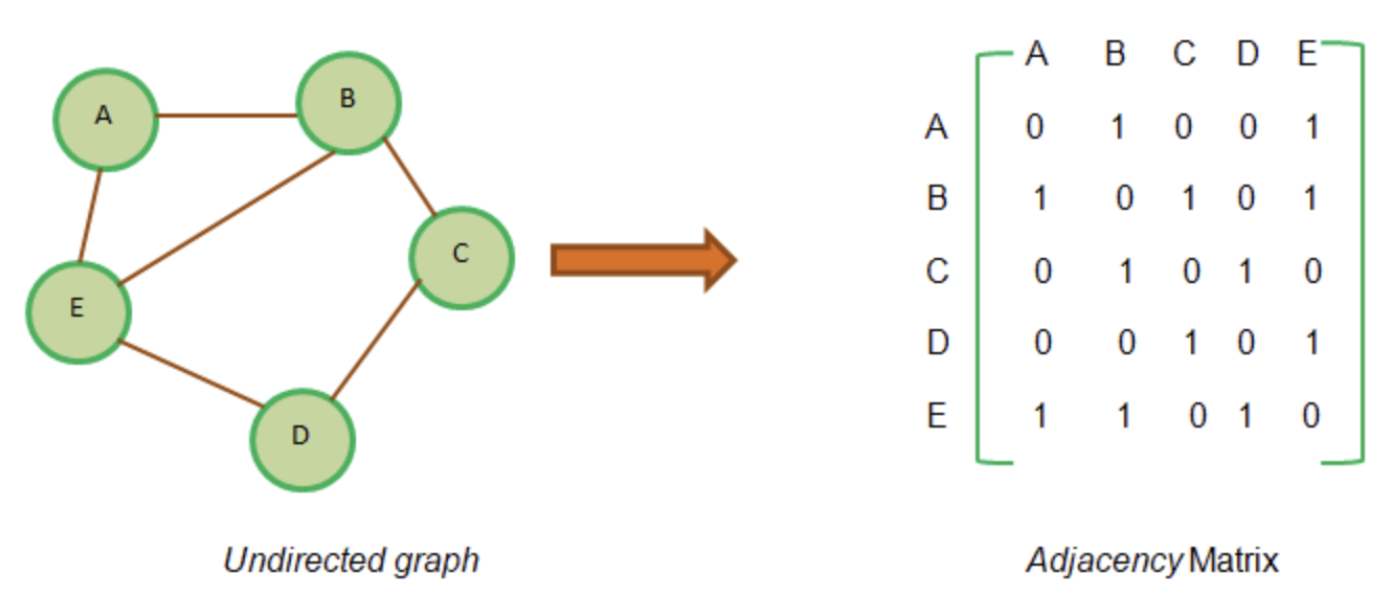 A
B
C
E
D
A B C D E
A 0 1 0 0 1
B 1 0 1 0 1
C 0 1 0 1 0
D 0 0 1 0 1
E 1 1 0 1 0
Undirected graph
Adjacency Matrix